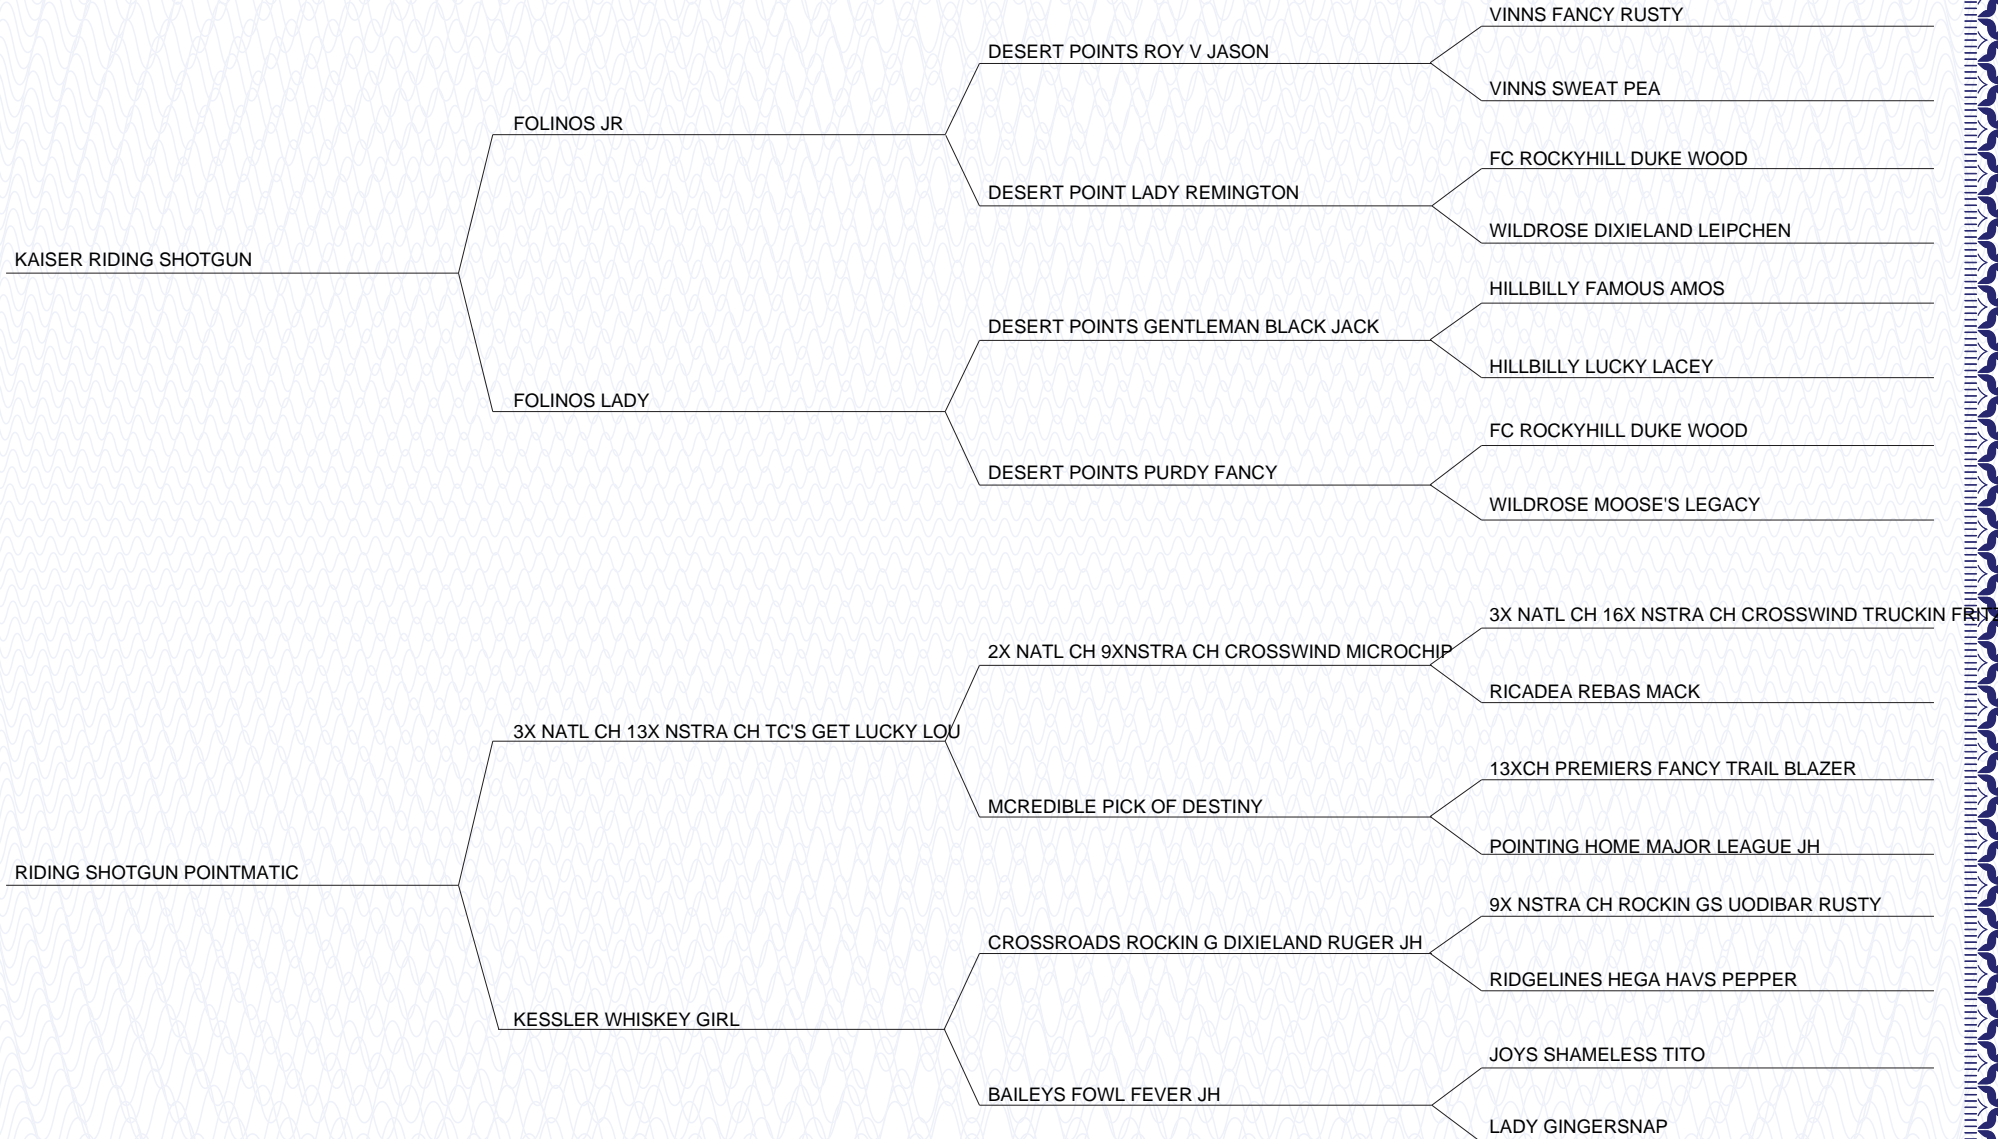 VINNS FANCY RUSTY
DESERT POINTS ROY V JASON
VINNS SWEAT PEA
FOLINOS JR
FC ROCKYHILL DUKE WOOD
DESERT POINT LADY REMINGTON
WILDROSE DIXIELAND LEIPCHEN
KAISER RIDING SHOTGUN
HILLBILLY FAMOUS AMOS
DESERT POINTS GENTLEMAN BLACK JACK
HILLBILLY LUCKY LACEY
FOLINOS LADY
FC ROCKYHILL DUKE WOOD
DESERT POINTS PURDY FANCY
WILDROSE MOOSE'S LEGACY
3X NATL CH 16X NSTRA CH CROSSWIND TRUCKIN FRITZ
2X NATL CH 9XNSTRA CH CROSSWIND MICROCHIP
RICADEA REBAS MACK
3X NATL CH 13X NSTRA CH TC'S GET LUCKY LOU
13XCH PREMIERS FANCY TRAIL BLAZER
MCREDIBLE PICK OF DESTINY
POINTING HOME MAJOR LEAGUE JH
RIDING SHOTGUN POINTMATIC
9X NSTRA CH ROCKIN GS UODIBAR RUSTY
CROSSROADS ROCKIN G DIXIELAND RUGER JH
RIDGELINES HEGA HAVS PEPPER
KESSLER WHISKEY GIRL
JOYS SHAMELESS TITO
BAILEYS FOWL FEVER JH
LADY GINGERSNAP